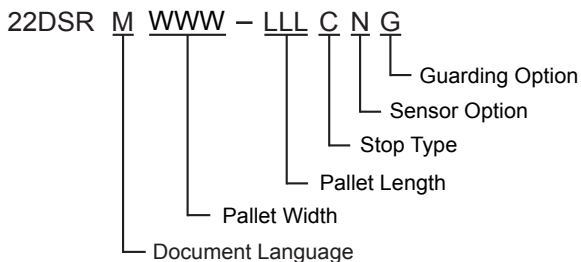 22DSR M WWW – LLL C N G
Guarding Option
Sensor Option
Stop Type
Pallet Length
Pallet Width
Document Language